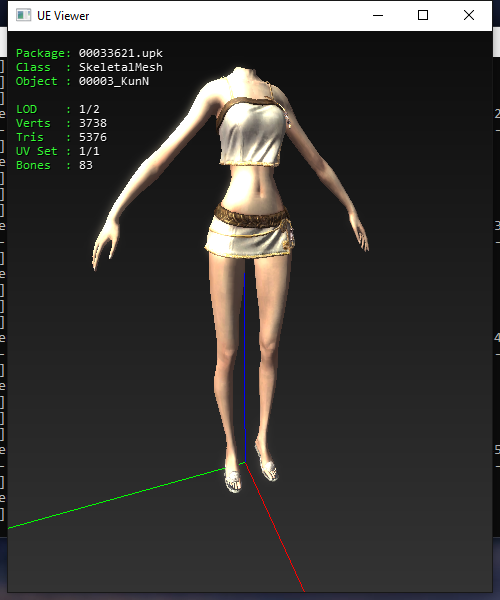 UE Viewer
Package: 00033621.upk
Class  : SkeletalMesh
Object : 00003_KunN
LOD    : 1/2
Verts  : 3738
Tris   : 5376
UV Set : 1/1
Bones  : 83